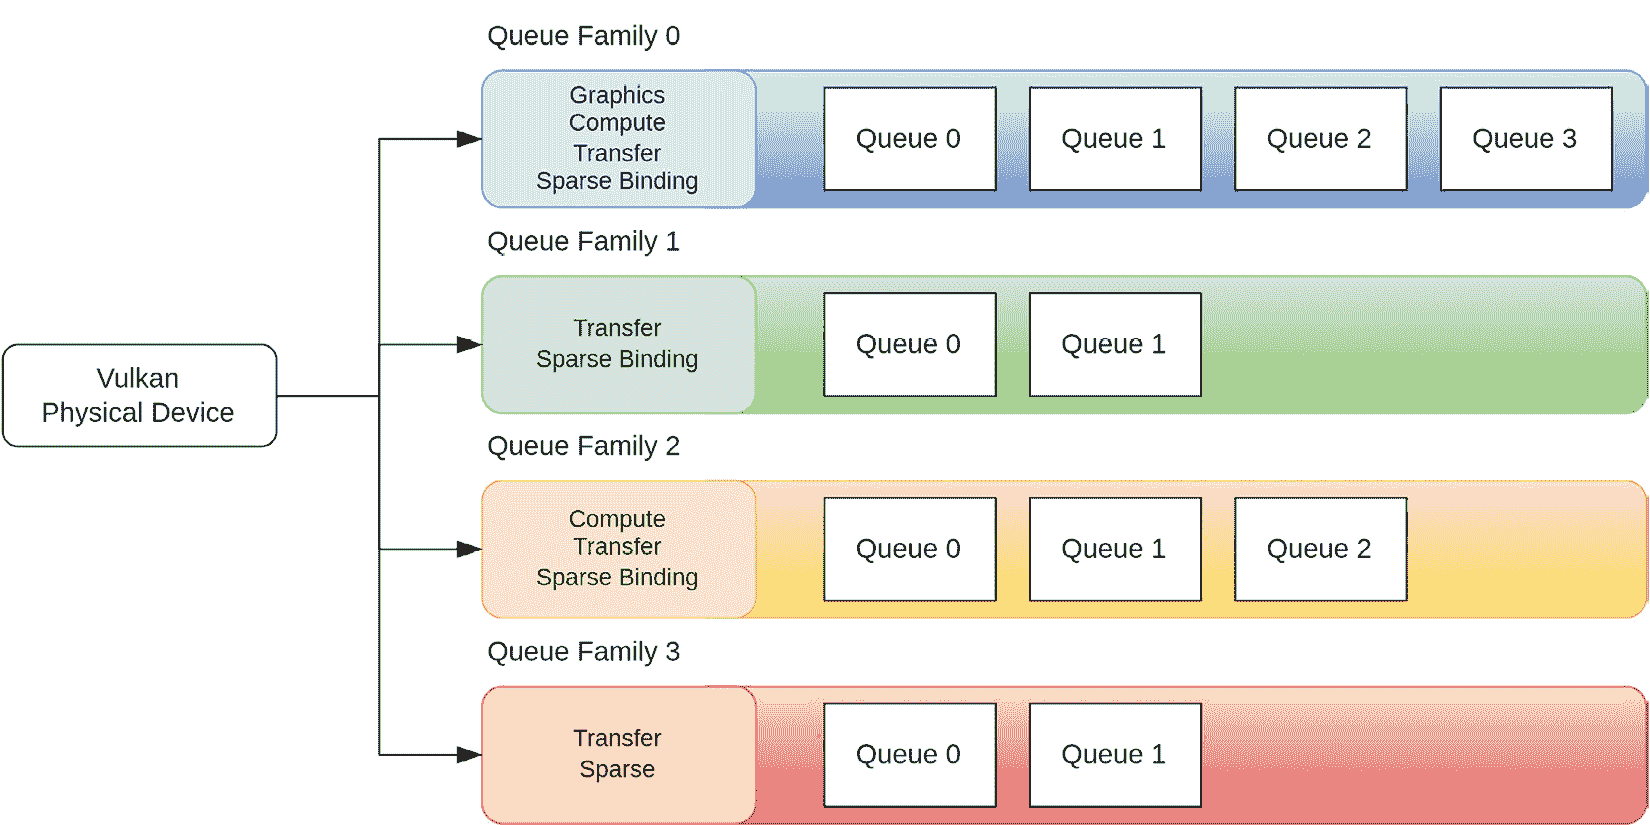 Queue Family 0
Graphics
Compute
Transfer
Sparse Binding
Queue 0
Queue 1
Queue 2
Queue 3
Queue Family 1
Transfer
Sparse Binding
Queue 0
Queue 1
Vulkan
Physical Device
Queue Family 2
Compute
Transfer
Sparse Binding
Queue 0
Queue 1
Queue 2
Queue Family 3
Transfer
Sparse
Queue 0
Queue 1